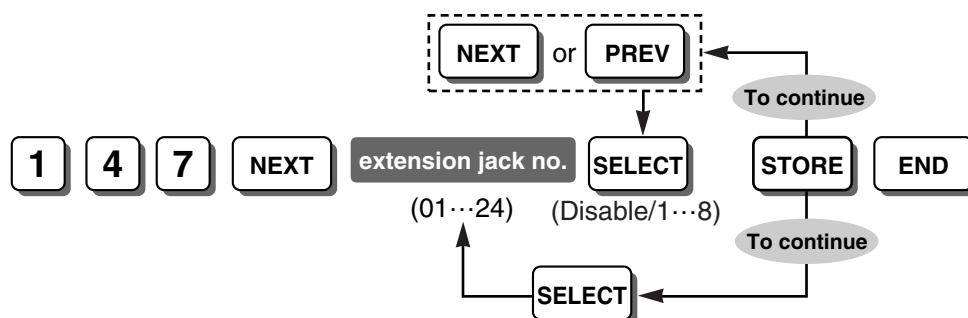 NEXT or PREV
To continue
1 4 7 NEXT extension jack no. SELECT STORE END
(01···24) (Disable/1···8)
To continue
SELECT